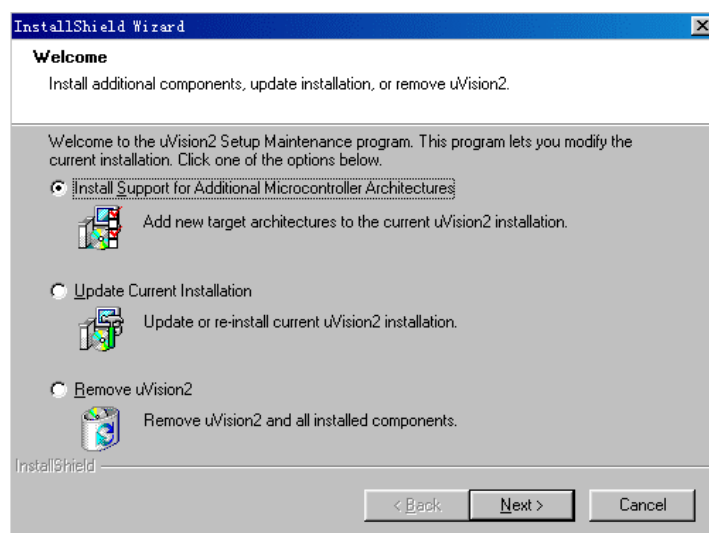 InstallShield Wizard
Welcome
Install additional components, update installation, or remove uVision2.
Welcome to the uVision2 Setup Maintenance program. This program lets you modify the
current installation. Click one of the options below.
Install Support for Additional Microcontroller Architectures
Add new target architectures to the current uVision2 installation.
Update Current Installation
Update or re-install current uVision2 installation.
Remove uVision2
Remove uVision2 and all installed components.
InstallShield
< Back Next > Cancel